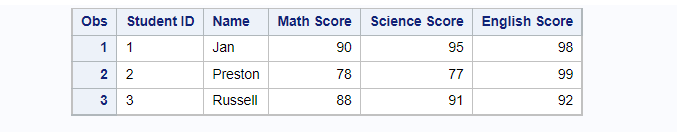 Obs Student ID Name Math Score Science Score English Score
1 1 Jan 90 95 98
2 2 Preston 78 77 99
3 3 Russell 88 91 92